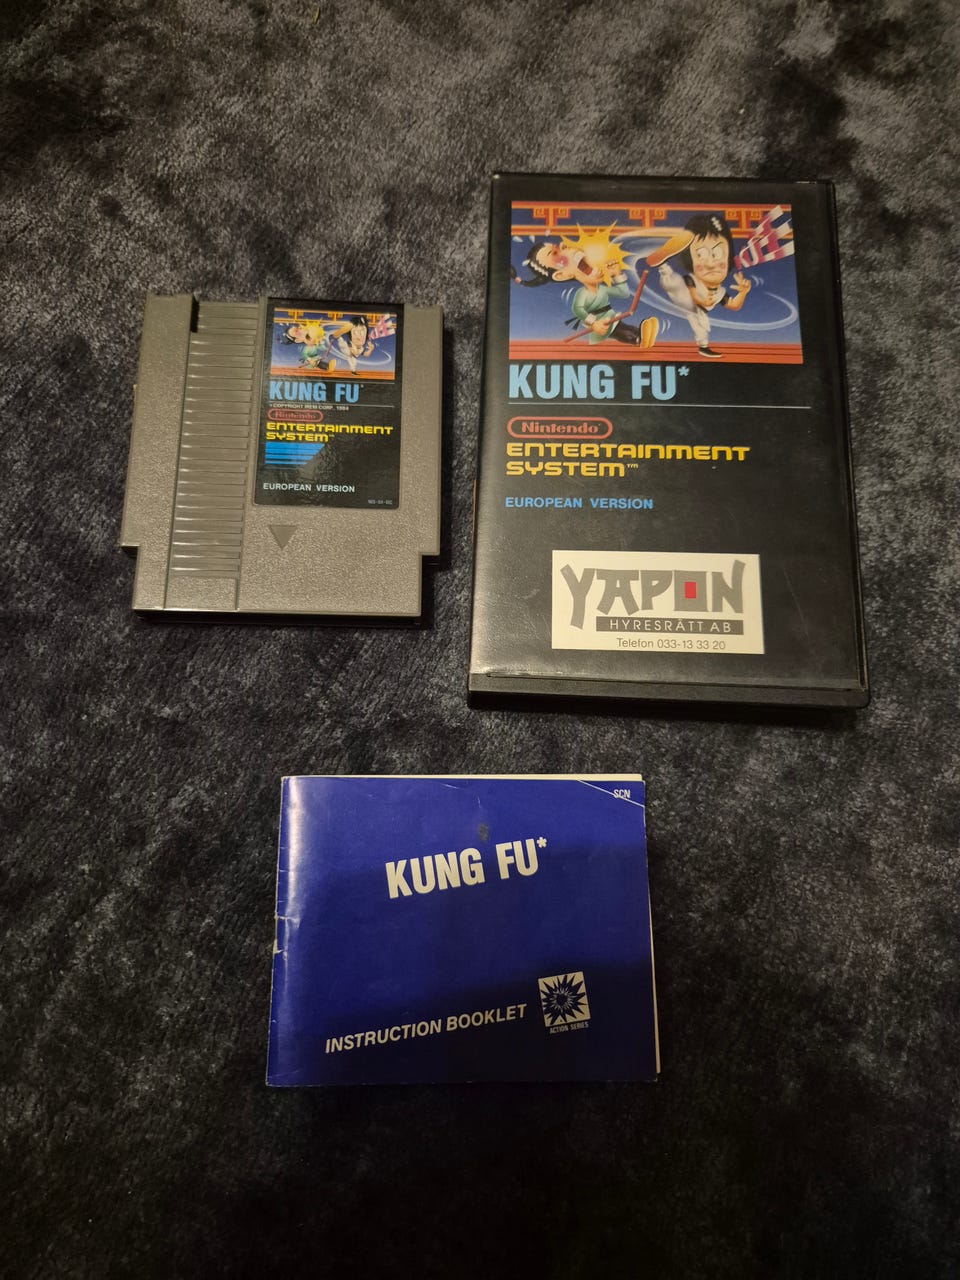 KUNG FU*
© COPYRIGHT IREM CORP. 1984
Nintendo®
ENTERTAINMENT
SYSTEM™
EUROPEAN VERSION
KUNG FU*
Nintendo®
ENTERTAINMENT
SYSTEM™
EUROPEAN VERSION
YAPON
HYRESRÄTT AB
Telefon 033-13 33 20
SCN
KUNG FU*
INSTRUCTION BOOKLET
ACTION SERIES